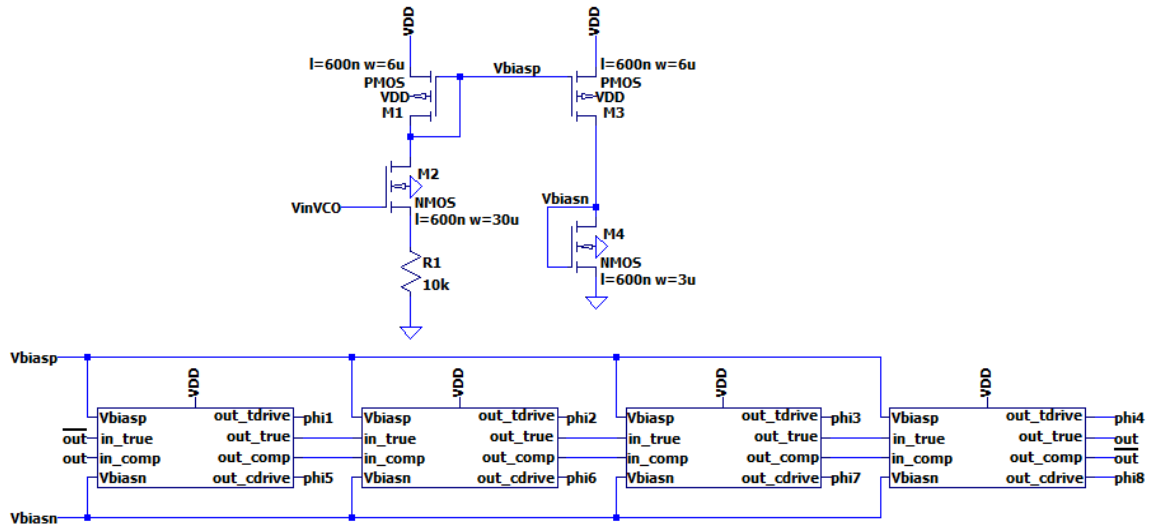 VDD
VDD
l=600n w=6u
l=600n w=6u
PMOS
Vbiasp
PMOS
VDD
VDD
M1
M3
M2
Vbiasn
VinVCO
NMOS
l=600n w=30u
M4
R1
NMOS
10k
l=600n w=3u
Vbiasp
VDD
VDD
VDD
VDD
Vbiasp
out_tdrive
phi1
Vbiasp
out_tdrive
phi2
Vbiasp
out_tdrive
phi3
Vbiasp
out_tdrive
phi4
o̅u̅t̅
in_true
out_true
in_true
out_true
in_true
out_true
in_true
out_true
out
out
in_comp
out_comp
in_comp
out_comp
in_comp
out_comp
in_comp
out_comp
o̅u̅t̅
Vbiasn
out_cdrive
phi5
Vbiasn
out_cdrive
phi6
Vbiasn
out_cdrive
phi7
Vbiasn
out_cdrive
phi8
Vbiasn